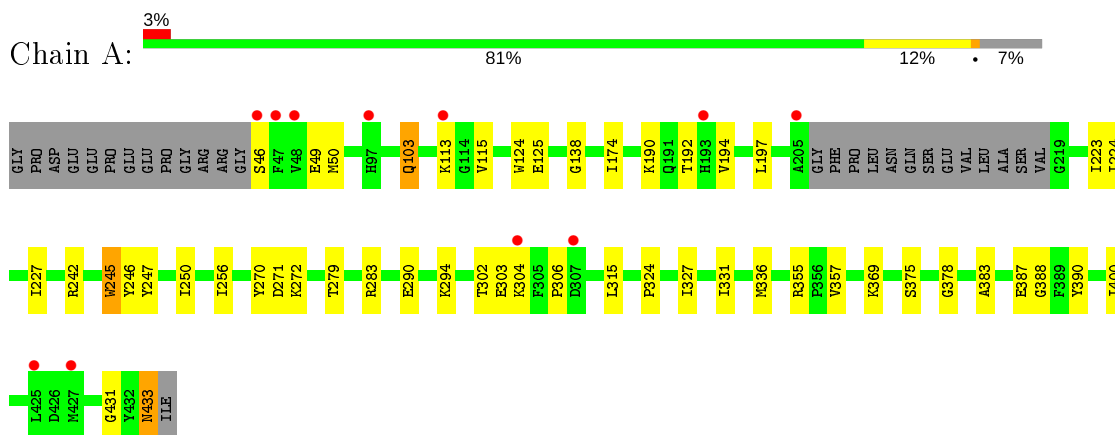 3%
Chain A:
81% 12% • 7%
GLY PRO ASP GLU GLU PRO GLU GLU PRO GLY ARG ARG GLY S46 F47 V48 E49 M50 H97 Q103 K113 G114 V115 W124 E125 G138 I174 K190 Q191 T192 H193 V194 L197 A205 GLY PHE PRO LEU ASN GLN SER GLU VAL LEU ALA SER VAL G219 I223
I227 R242 W245 Y246 Y247 I250 I256 Y270 D271 K272 T279 R283 E290 K294 T302 E303 K304 F305 P306 D307 L315 P324 I327 I331 M336 R355 P356 V357 K369 S375 G378 A383 E387 G388 F389 Y390
L425 D426 M427 G431 Y432 N433 ILE